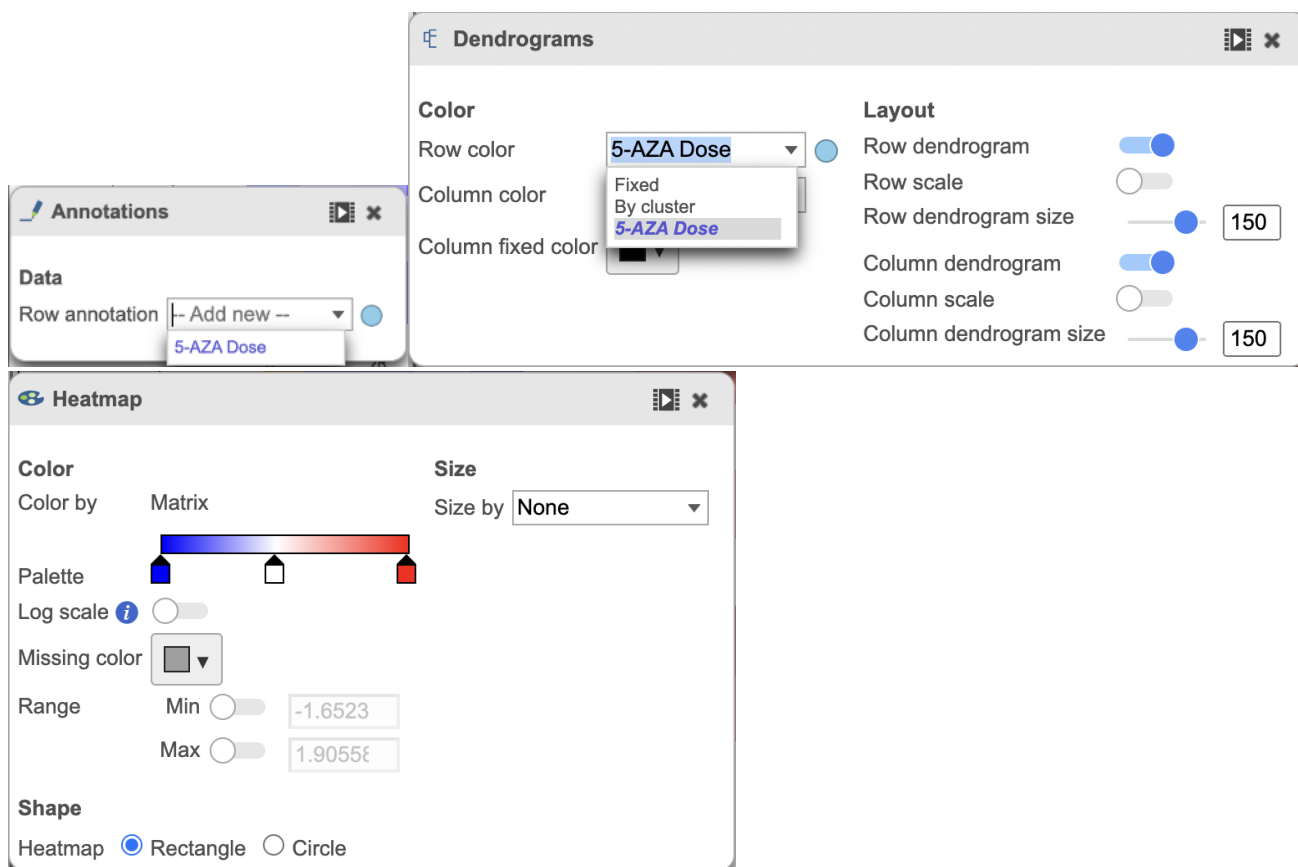 Dendrograms
Color
Row color 5-AZA Dose
Fixed
By cluster
5-AZA Dose
Column color
Column fixed color
Layout
Row dendrogram
Row scale
Row dendrogram size 150
Column dendrogram
Column scale
Column dendrogram size 150
Annotations
Data
Row annotation -- Add new --
5-AZA Dose
Heatmap
Color
Color by Matrix
Palette
Log scale i
Missing color
Range Min -1.6523
Max 1.90558
Shape
Heatmap Rectangle Circle
Size
Size by None